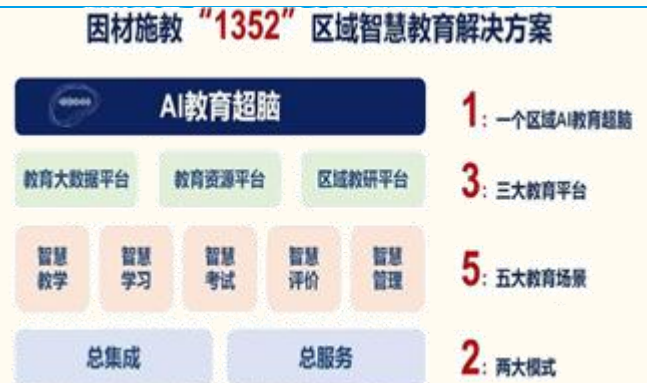 因材施教“1352”区域智慧教育解决方案
AI教育超脑
1：一个区域AI教育超脑
教育大数据平台 教育资源平台 区域教研平台
3：三大教育平台
智慧教学 智慧学习 智慧考试 智慧评价 智慧管理
5：五大教育场景
总集成 总服务
2：两大模式